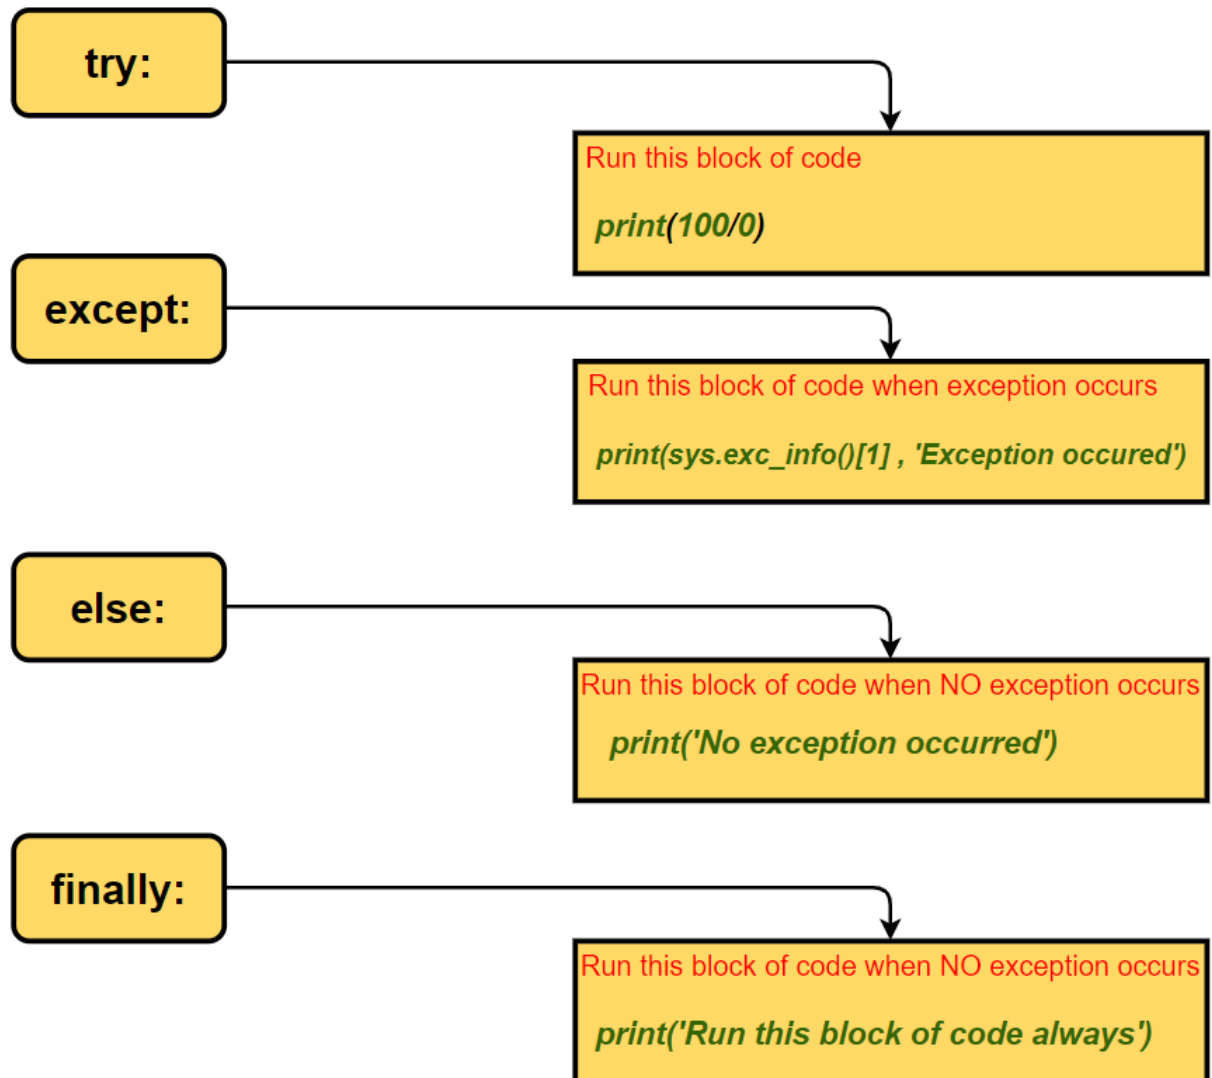 try:
Run this block of code
print(100/0)
except:
Run this block of code when exception occurs
print(sys.exc_info()[1] , 'Exception occured')
else:
Run this block of code when NO exception occurs
print('No exception occurred')
finally:
Run this block of code when NO exception occurs
print('Run this block of code always')